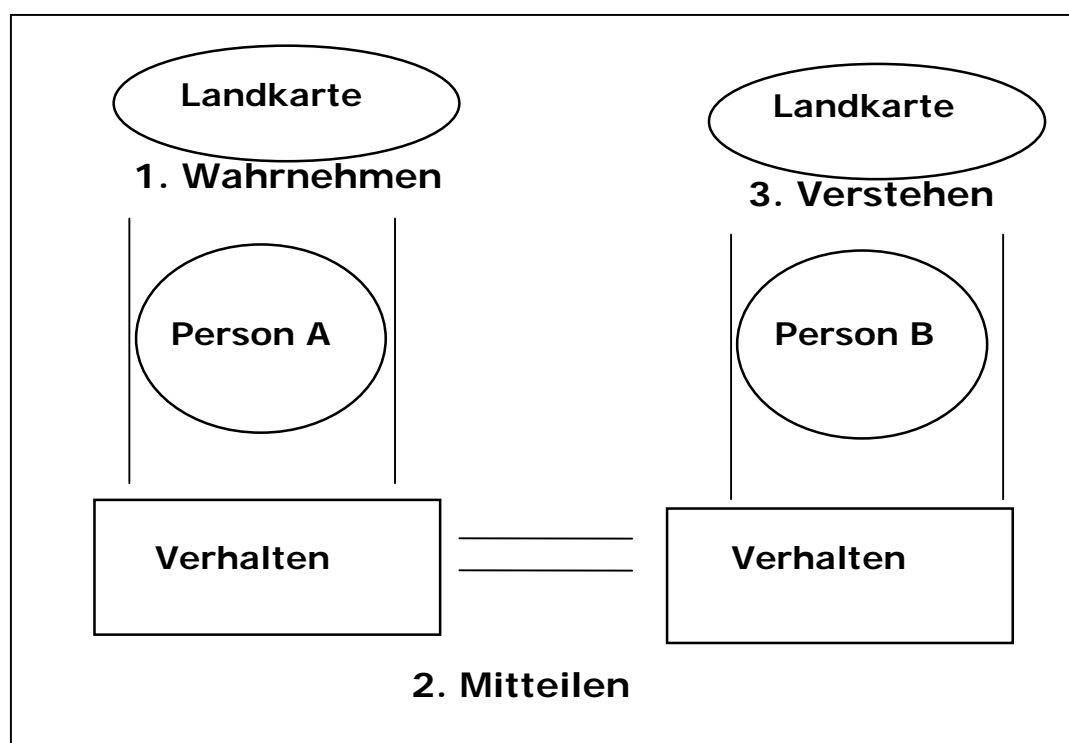 Landkarte
Landkarte
1. Wahrnehmen
3. Verstehen
Person A
Person B
Verhalten
Verhalten
2. Mitteilen